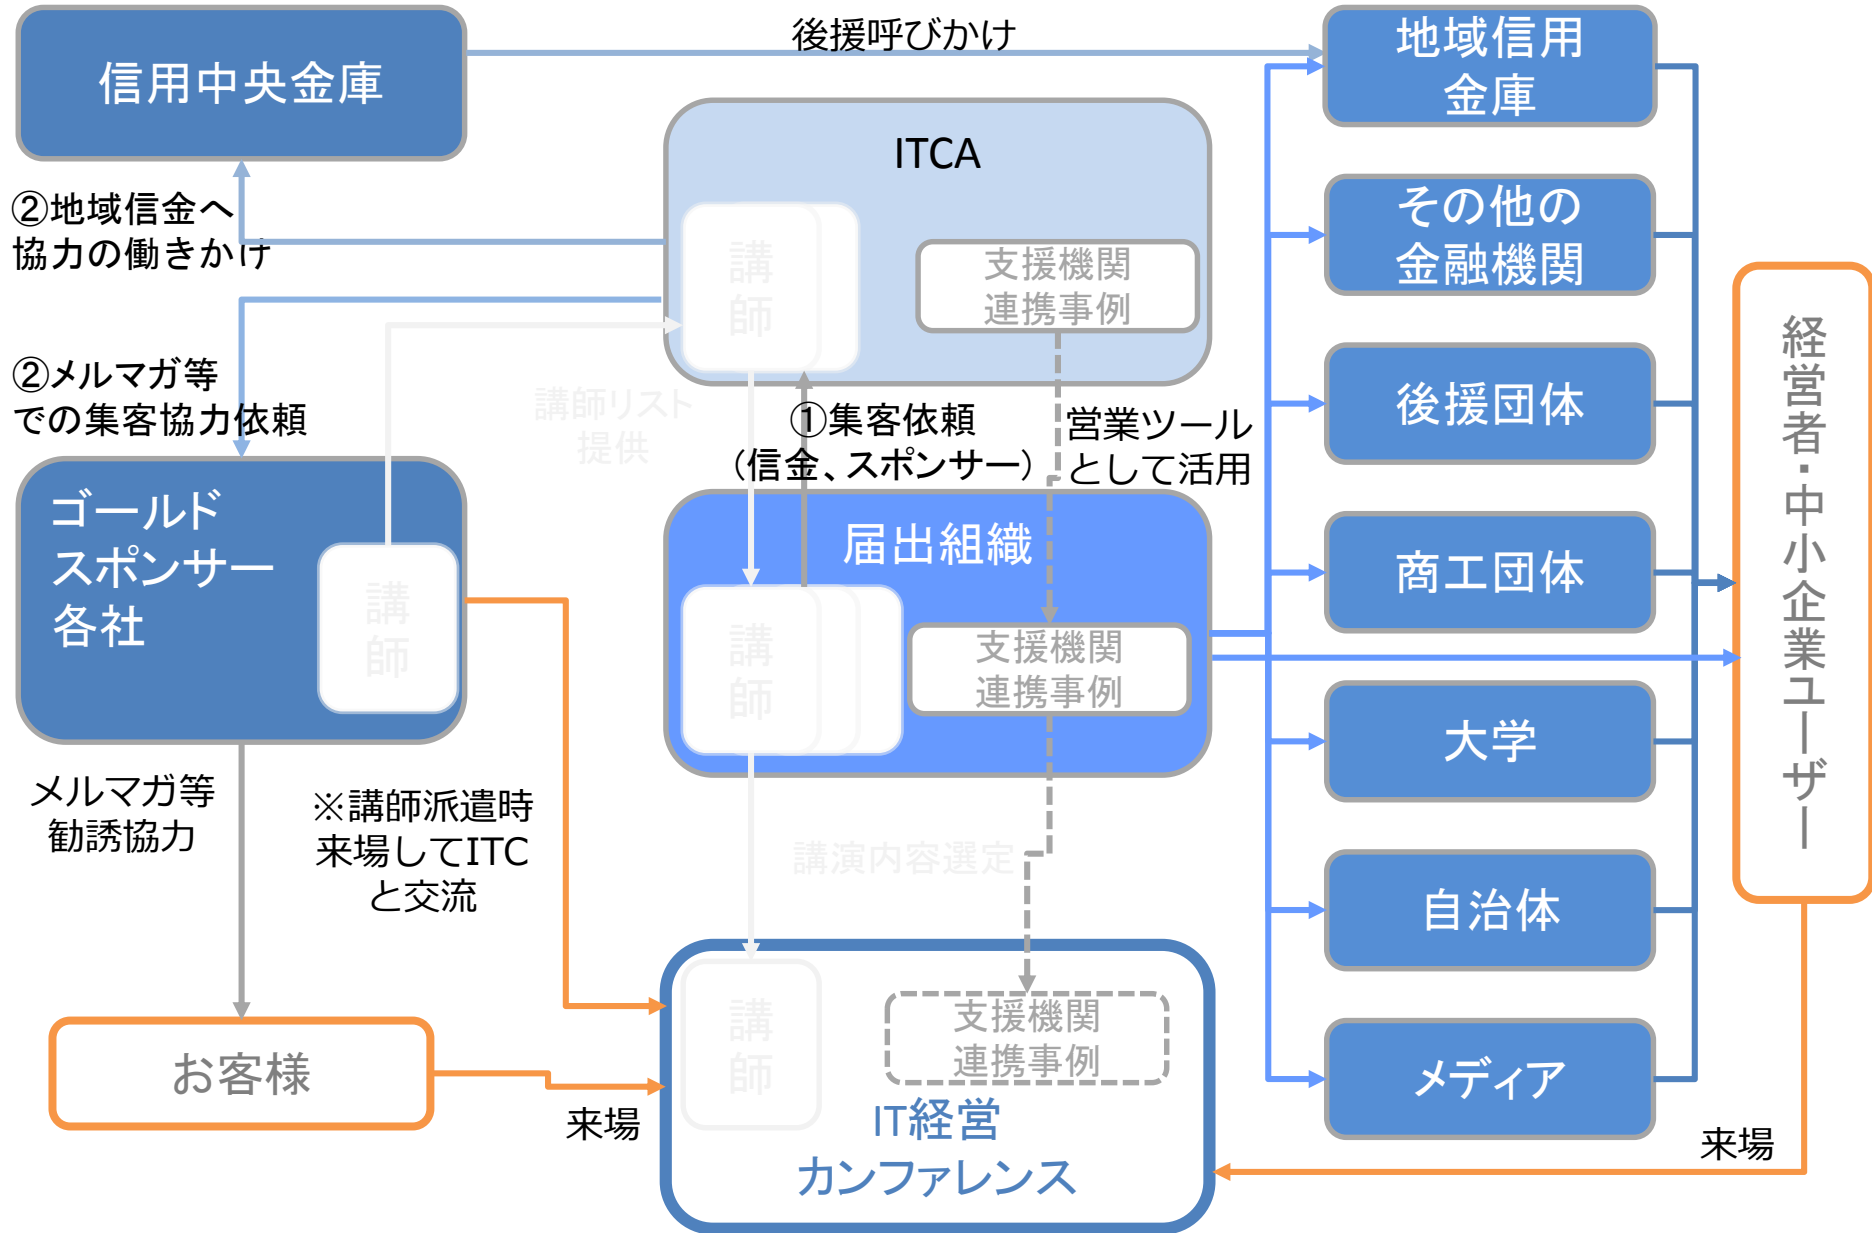 後援呼びかけ
信用中央金庫
地域信用
金庫
ITCA
②地域信金へ
協力の働きかけ
講
師
支援機関
連携事例
その他の
金融機関
②メルマガ等
での集客協力依頼
講師リスト
提供
①集客依頼
（信金、スポンサー）
営業ツール
として活用
後援団体
経営者・中小企業ユーザー
ゴールド
スポンサー
各社
講
師
届出組織
講
師
支援機関
連携事例
商工団体
大学
メルマガ等
勧誘協力
※講師派遣時
来場してITC
と交流
講演内容選定
自治体
お客様
来場
講
師
支援機関
連携事例
IT経営
カンファレンス
メディア
来場